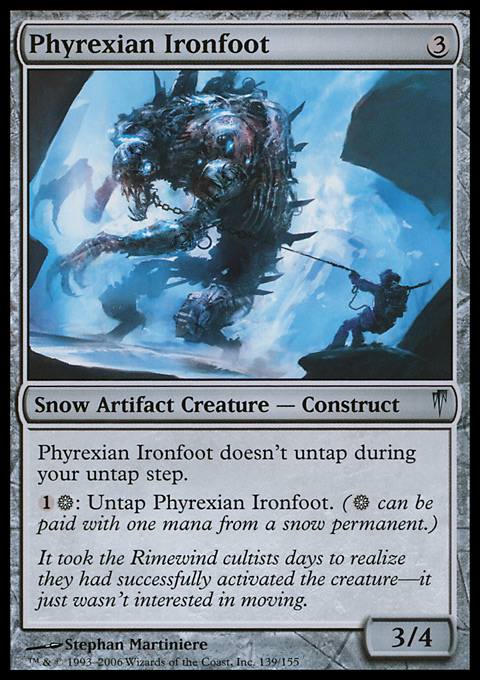 Phyrexian Ironfoot 3
Snow Artifact Creature — Construct
Phyrexian Ironfoot doesn't untap during
your untap step.
1: Untap Phyrexian Ironfoot. ( can be
paid with one mana from a snow permanent.)
It took the Rimewind cultists days to realize
they had successfully activated the creature—it
just wasn't interested in moving.
Stephan Martiniere
3/4
™ & © 1993–2006 Wizards of the Coast, Inc. 139/155